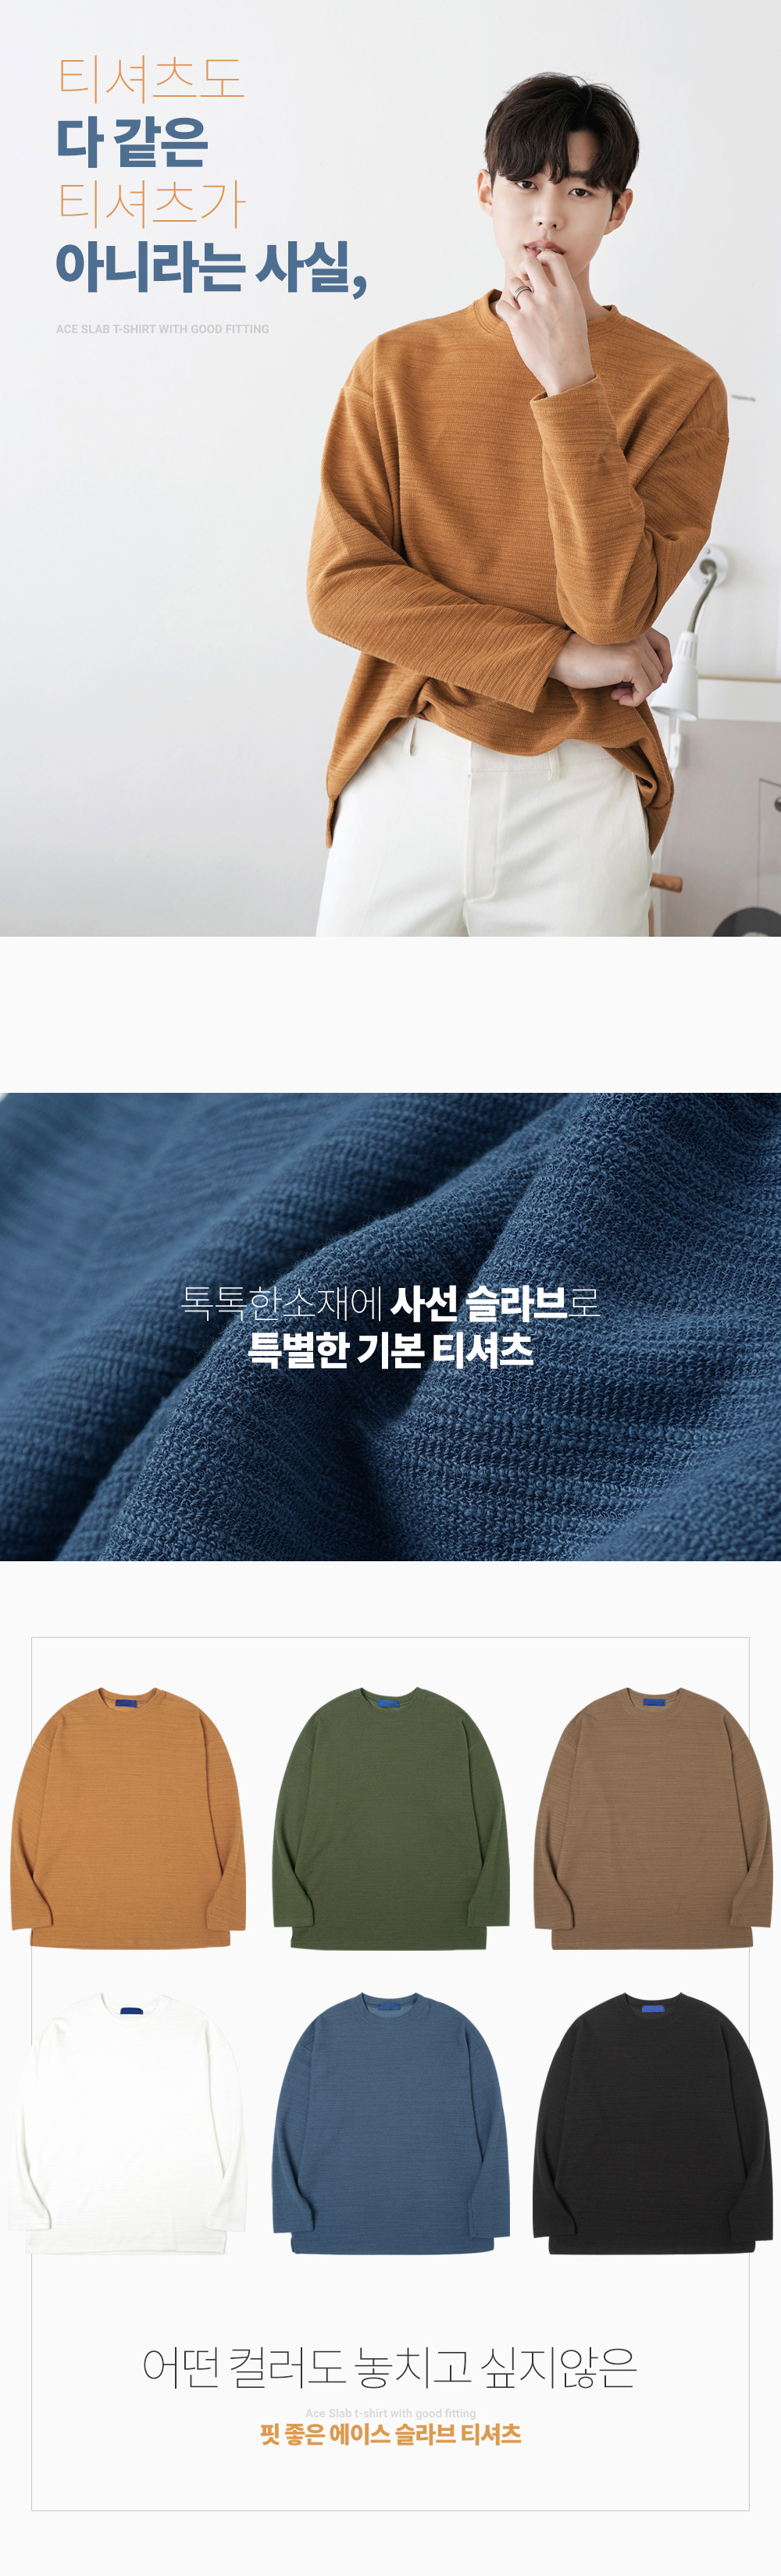 티셔츠도
다 같은
티셔츠가
아니라는 사실,
ACE SLAB T-SHIRT WITH GOOD FITTING
톡톡한소재에 사선 슬라브로
특별한 기본 티셔츠
어떤 컬러도 놓치고 싶지않은
Ace Slab t-shirt with good fitting
핏 좋은 에이스 슬라브 티셔츠